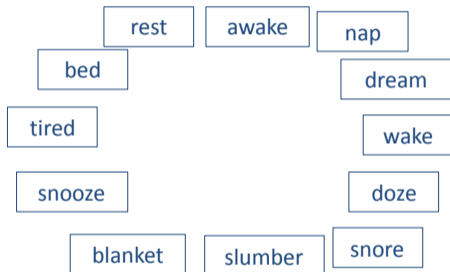 rest
awake
nap
bed
dream
tired
wake
snooze
doze
blanket
slumber
snore